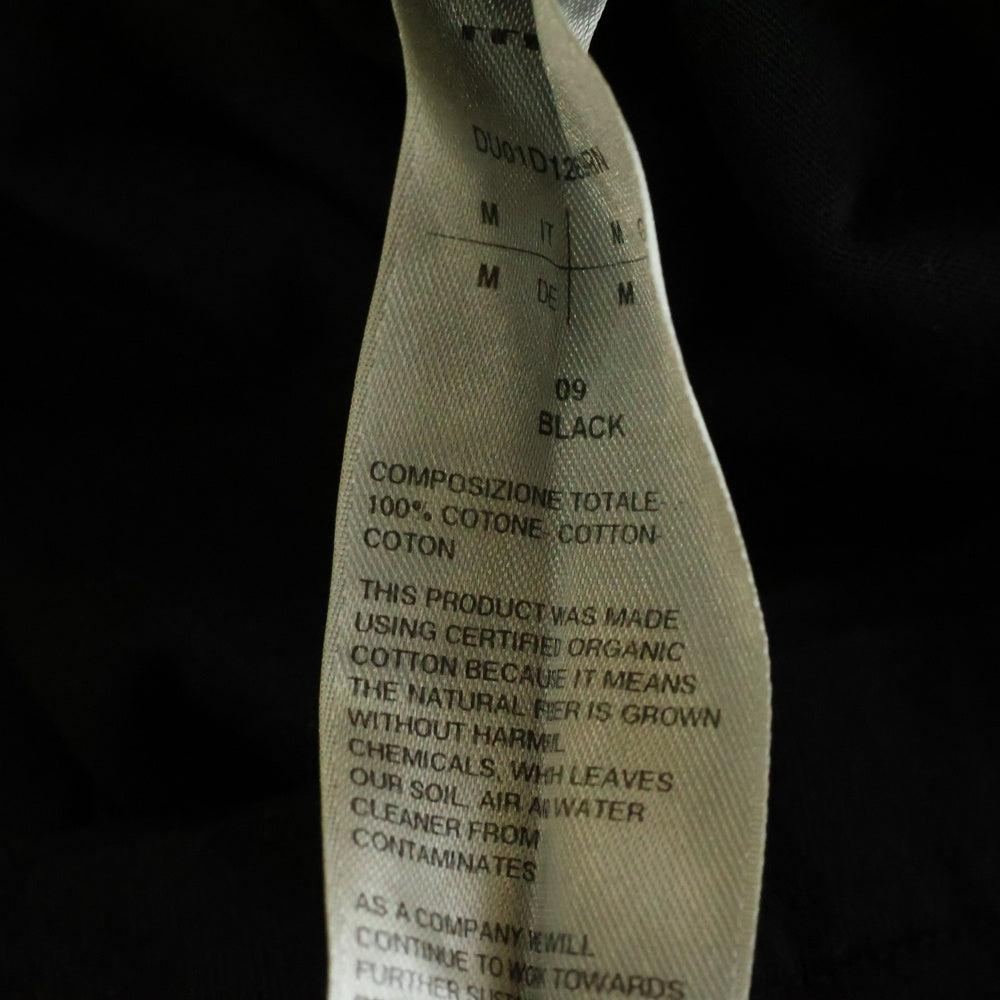 M IT M
M DE M
09
BLACK
COMPOSIZIONE TOTALE-
100% COTONE- COTTON-
COTON
THIS PRODUCT WAS MADE
USING CERTIFIED ORGANIC
COTTON BECAUSE IT MEANS
THE NATURAL IS GROWN
WITHOUT HARMFUL
CHEMICALS, WHICH LEAVES
OUR SOIL, AIR AND WATER
CLEANER FROM
CONTAMINATES
AS A COMPANY WE WILL
CONTINUE TO WORK TOWARDS
FURTHER